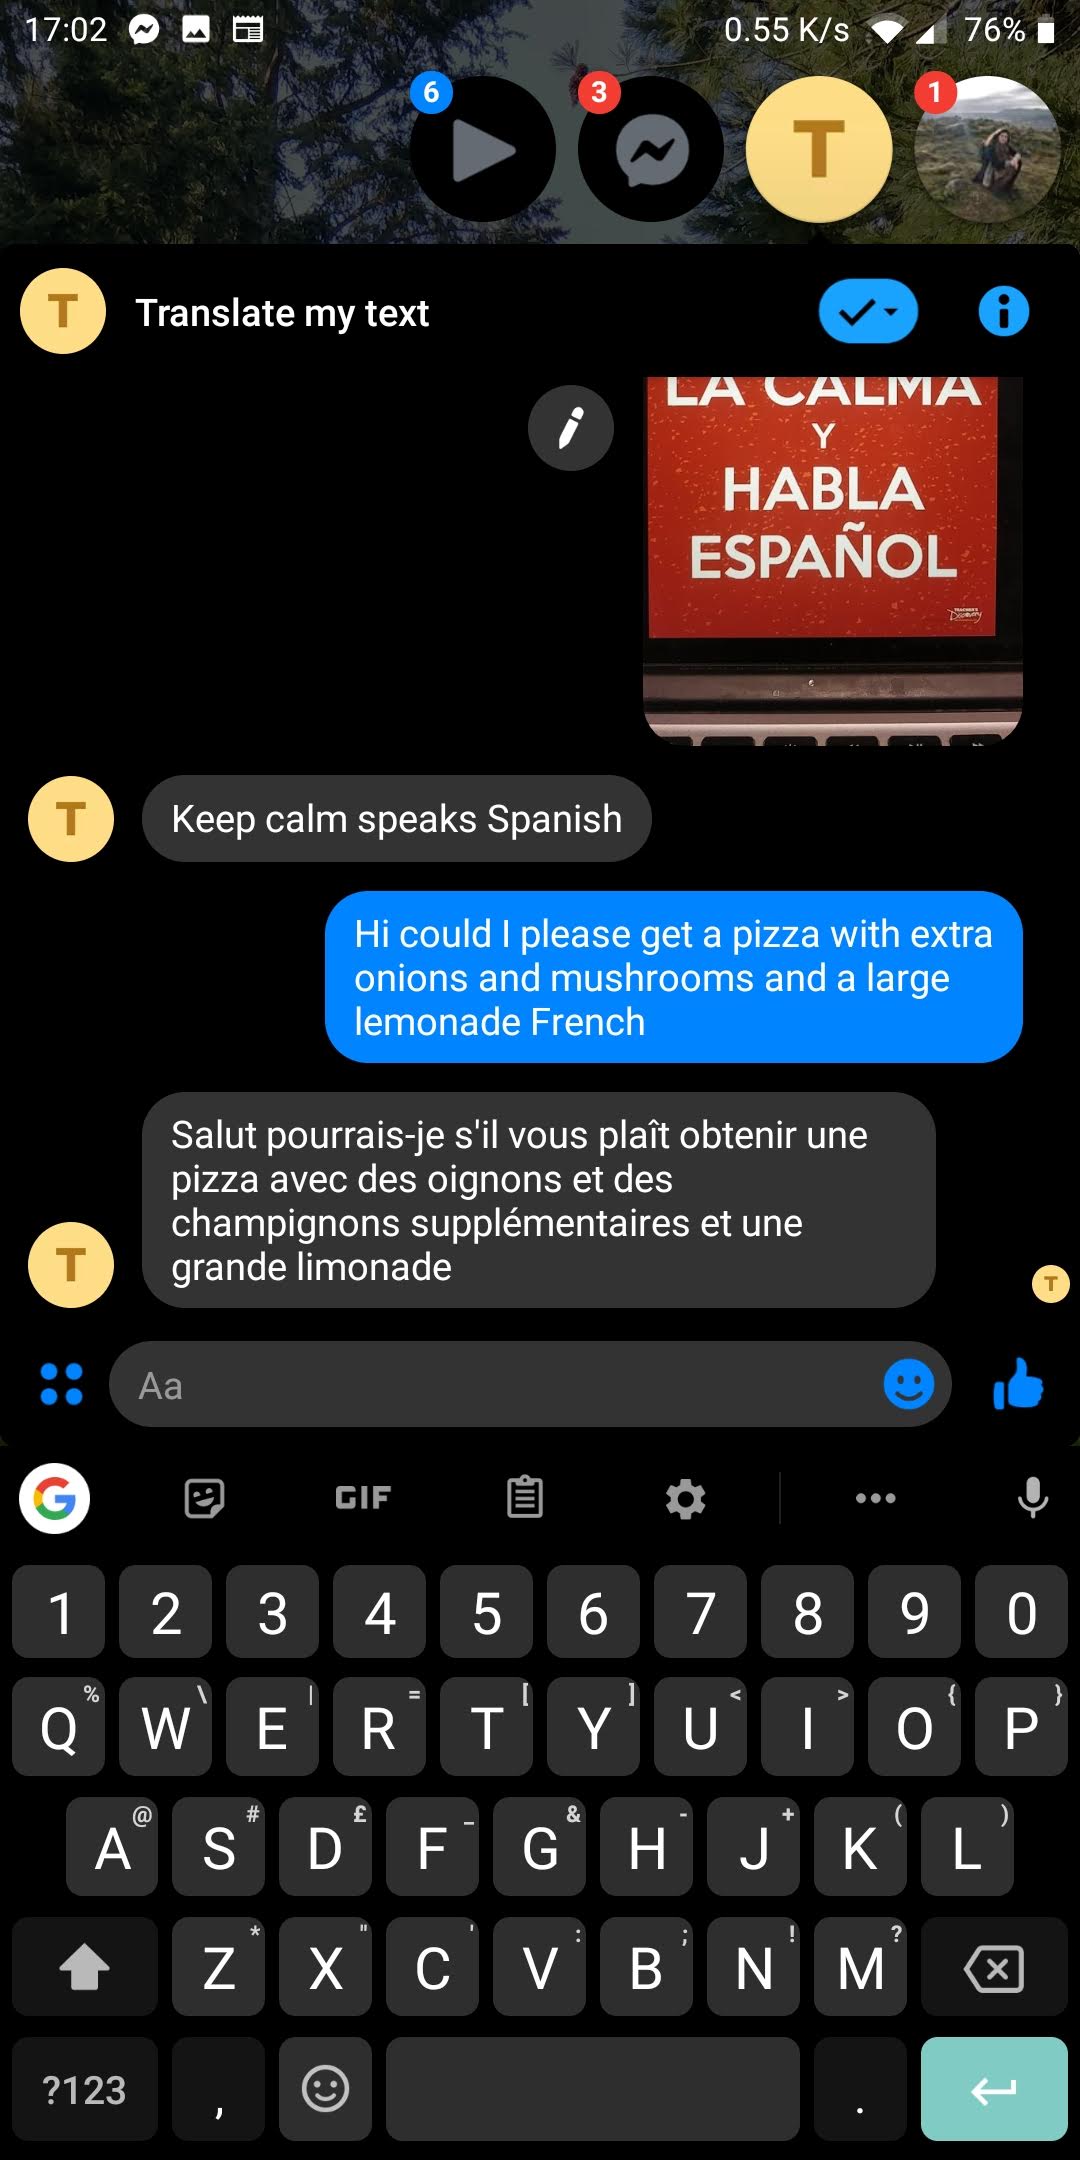 17:02
0.55 K/s
76%
6
3
T
1
T
Translate my text
LA CALMA
Y
HABLA
ESPAÑOL
TEACHER'S
Discovery
T
Keep calm speaks Spanish
Hi could I please get a pizza with extra
onions and mushrooms and a large
lemonade French
Salut pourrais-je s'il vous plaît obtenir une
pizza avec des oignons et des
champignons supplémentaires et une
grande limonade
T
T
Aa
G
GIF
1 2 3 4 5 6 7 8 9 0
% \ | = [ ] < > { }
Q W E R T Y U I O P
@ # £ _ & - + ( )
A S D F G H J K L
* " ' : ; ! ?
Z X C V B N M
?123 , .